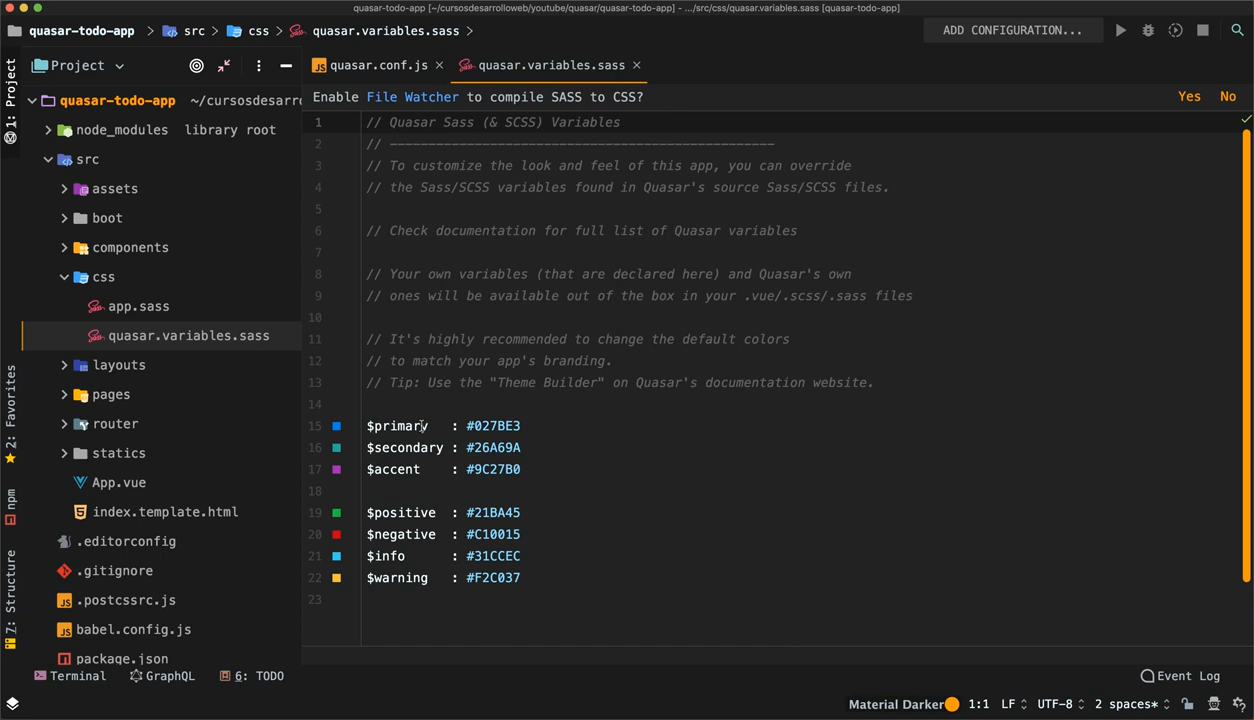 quasar-todo-app [~/cursosdesarrolloweb/youtube/quasar/quasar-todo-app] - .../src/css/quasar.variables.sass [quasar-todo-app]
quasar-todo-app > src > css > quasar.variables.sass >
ADD CONFIGURATION...
Project
quasar.conf.js
quasar.variables.sass
1: Project
2: Favorites
npm
7: Structure
quasar-todo-app ~/cursosdesarro
node_modules library root
src
assets
boot
components
css
app.sass
quasar.variables.sass
layouts
pages
router
statics
App.vue
index.template.html
.editorconfig
.gitignore
.postcssrc.js
babel.config.js
package.json
Enable File Watcher to compile SASS to CSS?
Yes No
1 // Quasar Sass (& SCSS) Variables
2 // --------------------------------------------------
3 // To customize the look and feel of this app, you can override
4 // the Sass/SCSS variables found in Quasar's source Sass/SCSS files.
5
6 // Check documentation for full list of Quasar variables
7
8 // Your own variables (that are declared here) and Quasar's own
9 // ones will be available out of the box in your .vue/.scss/.sass files
10
11 // It's highly recommended to change the default colors
12 // to match your app's branding.
13 // Tip: Use the "Theme Builder" on Quasar's documentation website.
14
15 $primary : #027BE3
16 $secondary : #26A69A
17 $accent : #9C27B0
18
19 $positive : #21BA45
20 $negative : #C10015
21 $info : #31CCEC
22 $warning : #F2C037
23
Terminal GraphQL 6: TODO
Event Log
Material Darker 1:1 LF UTF-8 2 spaces*